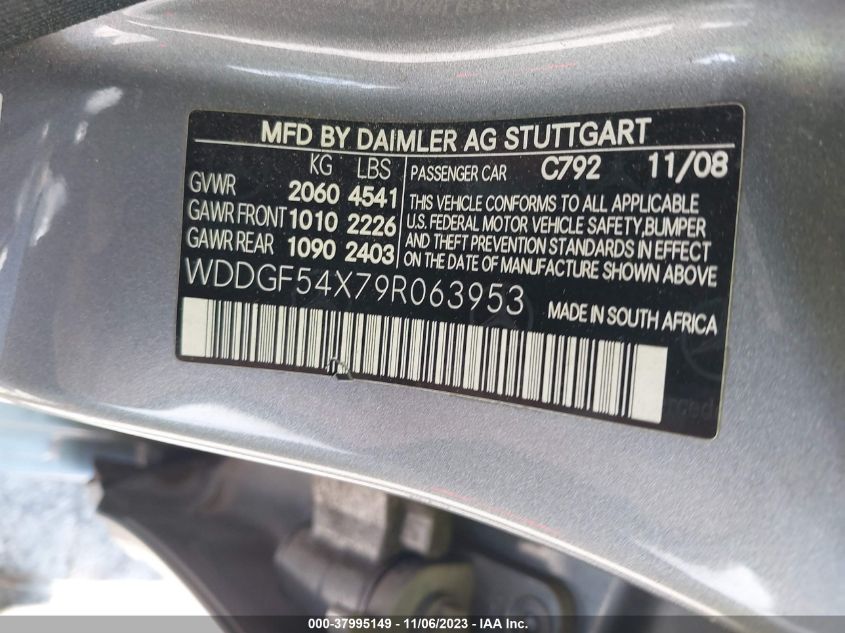 MFD BY DAIMLER AG STUTTGART
KG LBS
GVWR 2060 4541
GAWR FRONT 1010 2226
GAWR REAR 1090 2403
PASSENGER CAR C792 11/08
THIS VEHICLE CONFORMS TO ALL APPLICABLE
U.S. FEDERAL MOTOR VEHICLE SAFETY,BUMPER
AND THEFT PREVENTION STANDARDS IN EFFECT
ON THE DATE OF MANUFACTURE SHOWN ABOVE
WDDGF54X79R063953
MADE IN SOUTH AFRICA
000-37995149 - 11/06/2023 - IAA Inc.